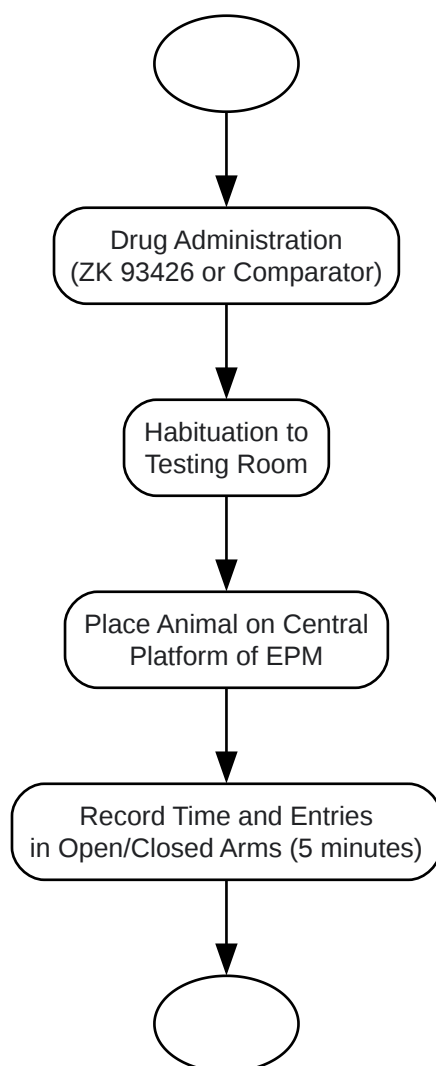 Drug Administration
(ZK 93426 or Comparator)
Habituation to
Testing Room
Place Animal on Central
Platform of EPM
Record Time and Entries
in Open/Closed Arms (5 minutes)